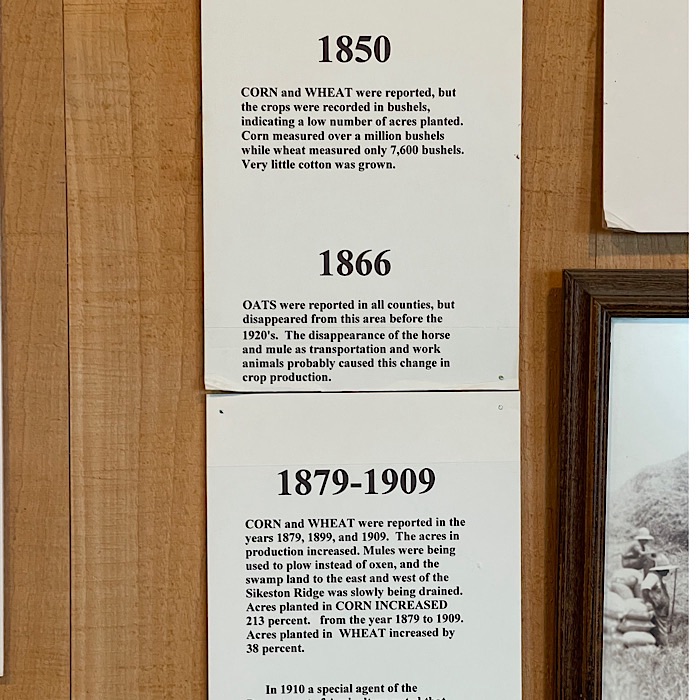 1850
CORN and WHEAT were reported, but
the crops were recorded in bushels,
indicating a low number of acres planted.
Corn measured over a million bushels
while wheat measured only 7,600 bushels.
Very little cotton was grown.
1866
OATS were reported in all counties, but
disappeared from this area before the
1920's. The disappearance of the horse
and mule as transportation and work
animals probably caused this change in
crop production.
1879-1909
CORN and WHEAT were reported in the
years 1879, 1899, and 1909. The acres in
production increased. Mules were being
used to plow instead of oxen, and the
swamp land to the east and west of the
Sikeston Ridge was slowly being drained.
Acres planted in CORN INCREASED
213 percent. from the year 1879 to 1909.
Acres planted in WHEAT increased by
38 percent.
In 1910 a special agent of the